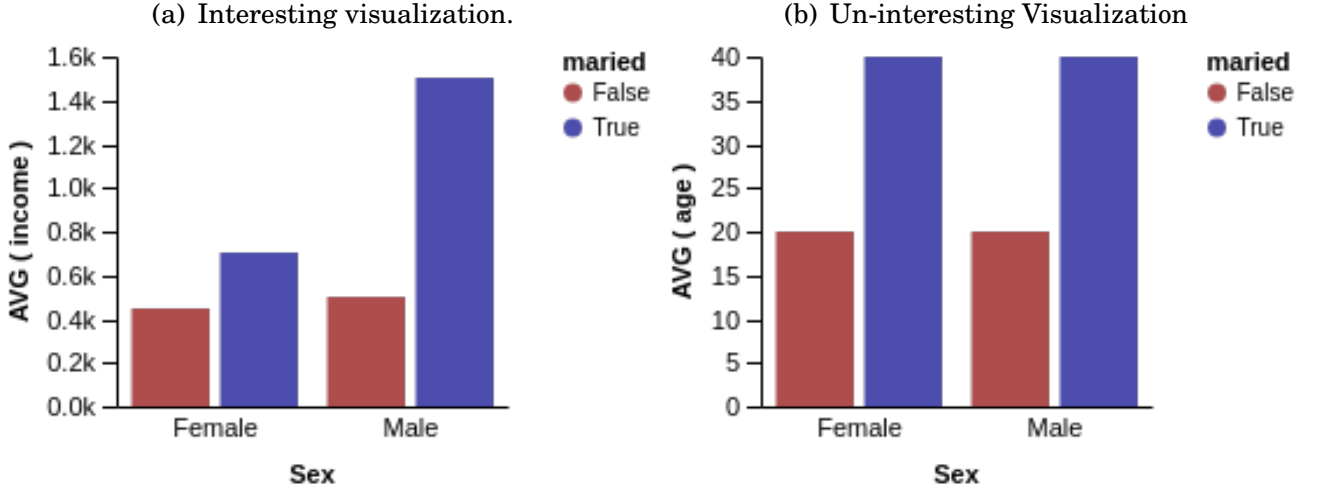 (a) Interesting visualization.
1.6k
1.4k
1.2k
1.0k
0.8k
0.6k
0.4k
0.2k
0.0k
AVG ( income )
Female
Male
Sex
maried
False
True
(b) Un-interesting Visualization
40
35
30
25
20
15
10
5
0
AVG ( age )
Female
Male
Sex
maried
False
True